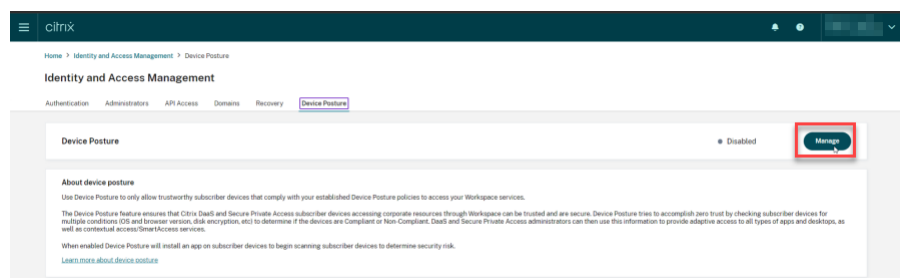 citrix
Home > Identity and Access Management > Device Posture
Identity and Access Management
Authentication Administrators API Access Domains Recovery Device Posture
Device Posture Disabled Manage
About device posture
Use Device Posture to only allow trustworthy subscriber devices that comply with your established Device Posture policies to access your Workspace services.
The Device Posture feature ensures that Citrix DaaS and Secure Private Access subscriber devices accessing corporate resources through Workspace can be trusted and are secure. Device Posture tries to accomplish zero trust by checking subscriber devices for
multiple conditions (OS and browser version, disk encryption, etc) to determine if the devices are Compliant or Non-Compliant. DaaS and Secure Private Access administrators can then use this information to provide adaptive access to all types of apps and desktops, as
well as contextual access/SmartAccess services.
When enabled Device Posture will install an app on subscriber devices to begin scanning subscriber devices to determine security risk.
Learn more about device posture